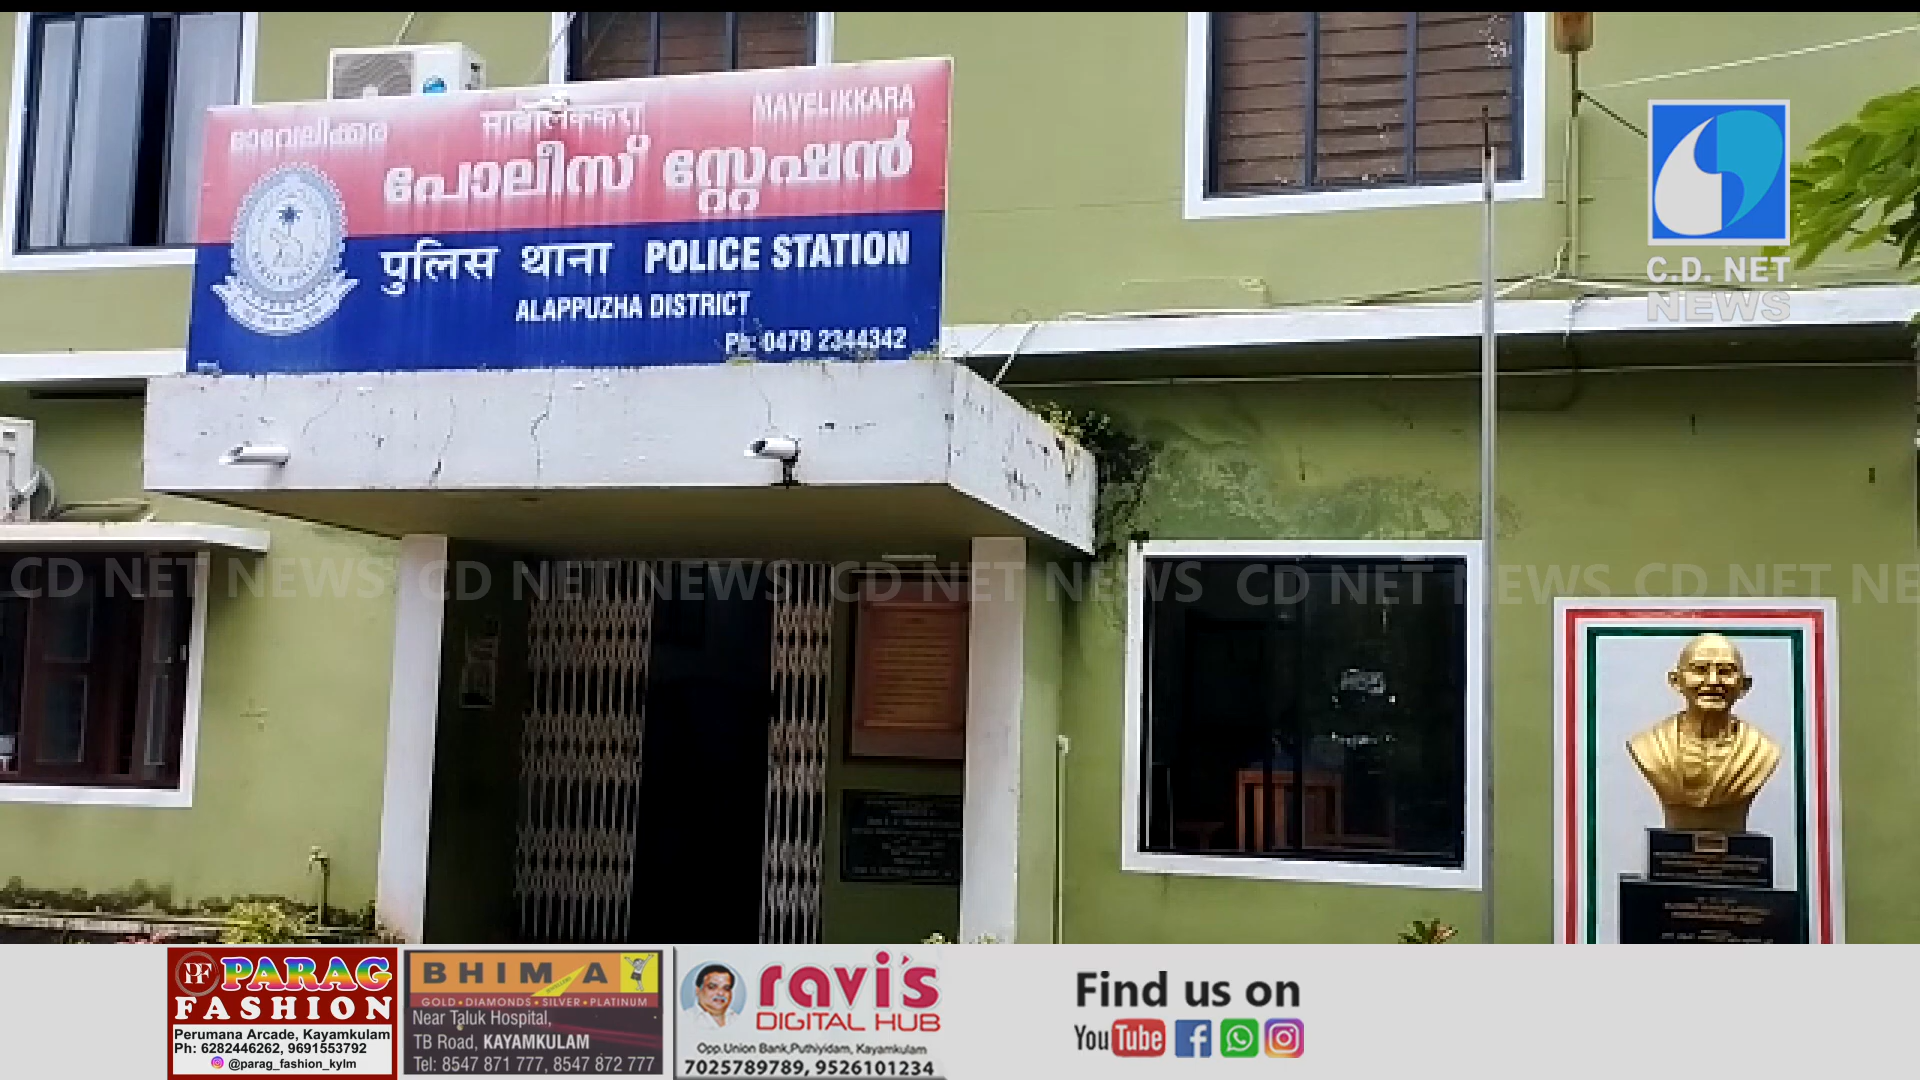 മാവേലിക്കര मावेलिक्करा MAVELIKKARA
പോലീസ് സ്റ്റേഷൻ
पुलिस थाना POLICE STATION
ALAPPUZHA DISTRICT
Ph: 0479 2344342
C.D. NET
NEWS
CD NET NEWS CD NET NEWS CD NET NEWS CD NET NEWS CD NET NE
PF PARAG
FASHION
Perumana Arcade, Kayamkulam
Ph: 6282446262, 9691553792
@parag_fashion_kylm
BHIMA
JEWELLERS
GOLD•DIAMONDS•SILVER•PLATINUM
Near Taluk Hospital,
TB Road, KAYAMKULAM
Tel: 8547 871 777, 8547 872 777
ravi's
DIGITAL HUB
Opp.Union Bank,Puthiyidam, Kayamkulam
7025789789, 9526101234
Find us on
YouTube